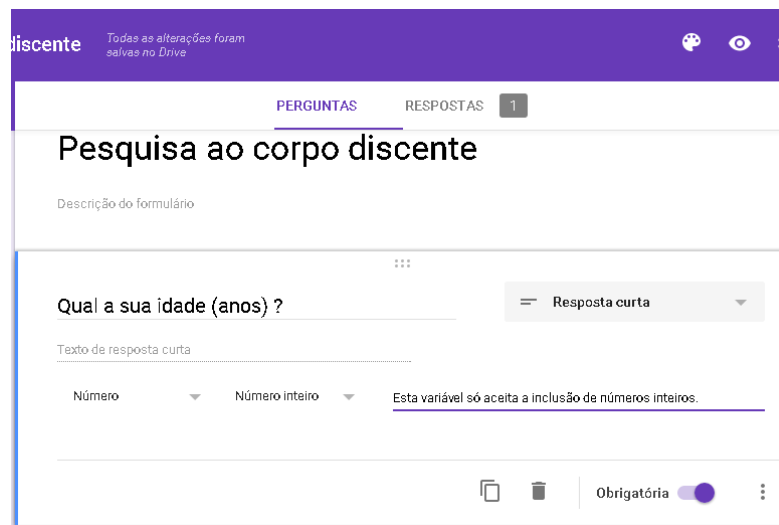 discente Todas as alterações foram
salvas no Drive
PERGUNTAS RESPOSTAS 1
Pesquisa ao corpo discente
Descrição do formulário
Qual a sua idade (anos) ? Resposta curta
Texto de resposta curta
Número Número inteiro Esta variável só aceita a inclusão de números inteiros.
Obrigatória